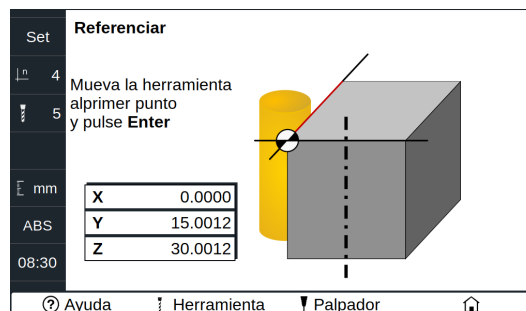 Set
Referenciar
n 4
5
mm
ABS
08:30
Mueva la herramienta
alprimer punto
y pulse Enter
X 0.0000
Y 15.0012
Z 30.0012
Ayuda Herramienta Palpador